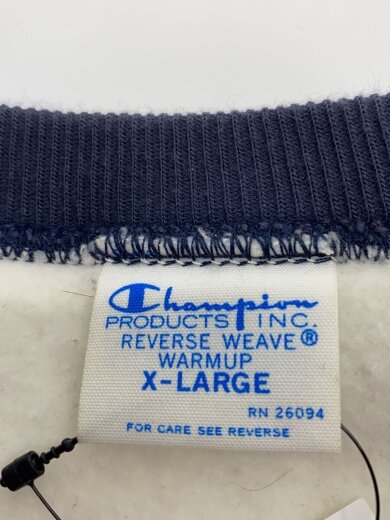 Champion
PRODUCTS INC.
REVERSE WEAVE®
WARMUP
X-LARGE
RN 26094
FOR CARE SEE REVERSE